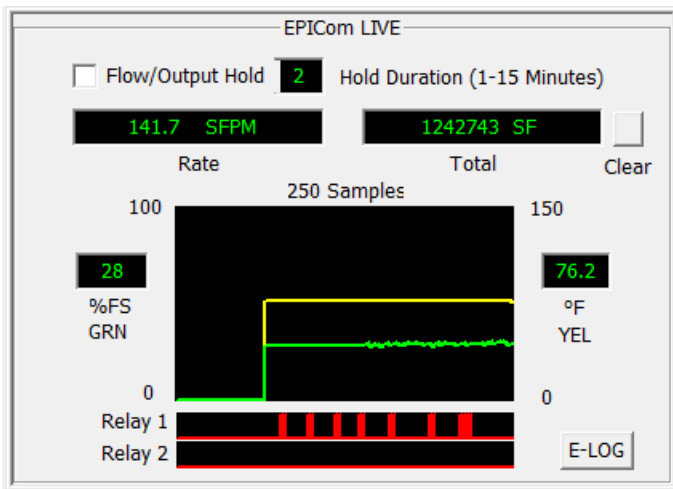 EPICom LIVE
Flow/Output Hold 2 Hold Duration (1-15 Minutes)
141.7 SFPM 1242743 SF
Rate Total Clear
250 Samples
100 150
28 76.2
%FS ºF
GRN YEL
0 0
Relay 1
Relay 2 E-LOG